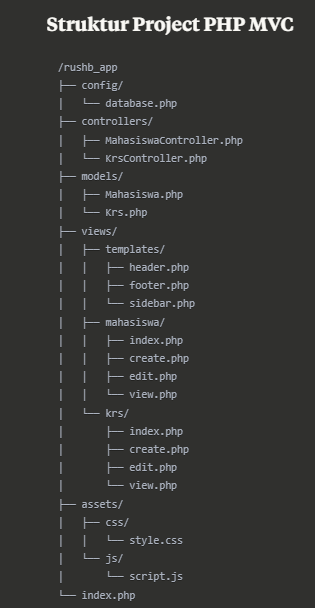 Struktur Project PHP MVC
/rushb_app
├── config/
│   └── database.php
├── controllers/
│   ├── MahasiswaController.php
│   └── KrsController.php
├── models/
│   ├── Mahasiswa.php
│   └── Krs.php
├── views/
│   ├── templates/
│   │   ├── header.php
│   │   ├── footer.php
│   │   └── sidebar.php
│   ├── mahasiswa/
│   │   ├── index.php
│   │   ├── create.php
│   │   ├── edit.php
│   │   └── view.php
│   └── krs/
│       ├── index.php
│       ├── create.php
│       ├── edit.php
│       └── view.php
├── assets/
│   ├── css/
│   │   └── style.css
│   └── js/
│       └── script.js
└── index.php